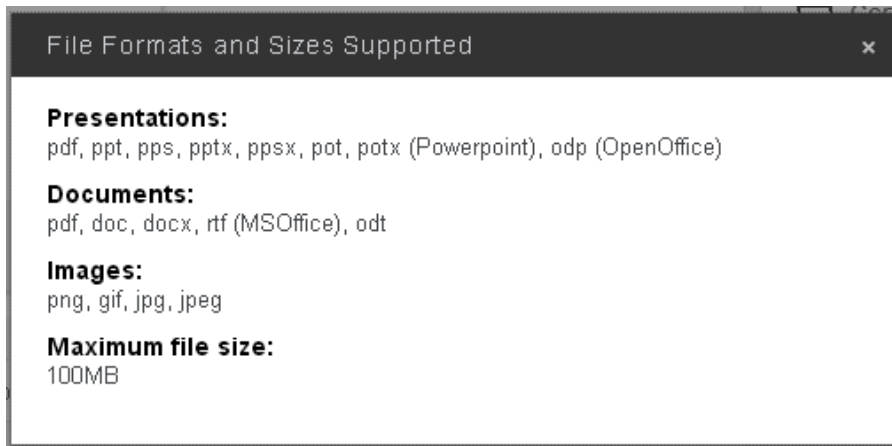 File Formats and Sizes Supported ×
Presentations:
pdf, ppt, pps, pptx, ppsx, pot, potx (Powerpoint), odp (OpenOffice)
Documents:
pdf, doc, docx, rtf (MSOffice), odt
Images:
png, gif, jpg, jpeg
Maximum file size:
100MB